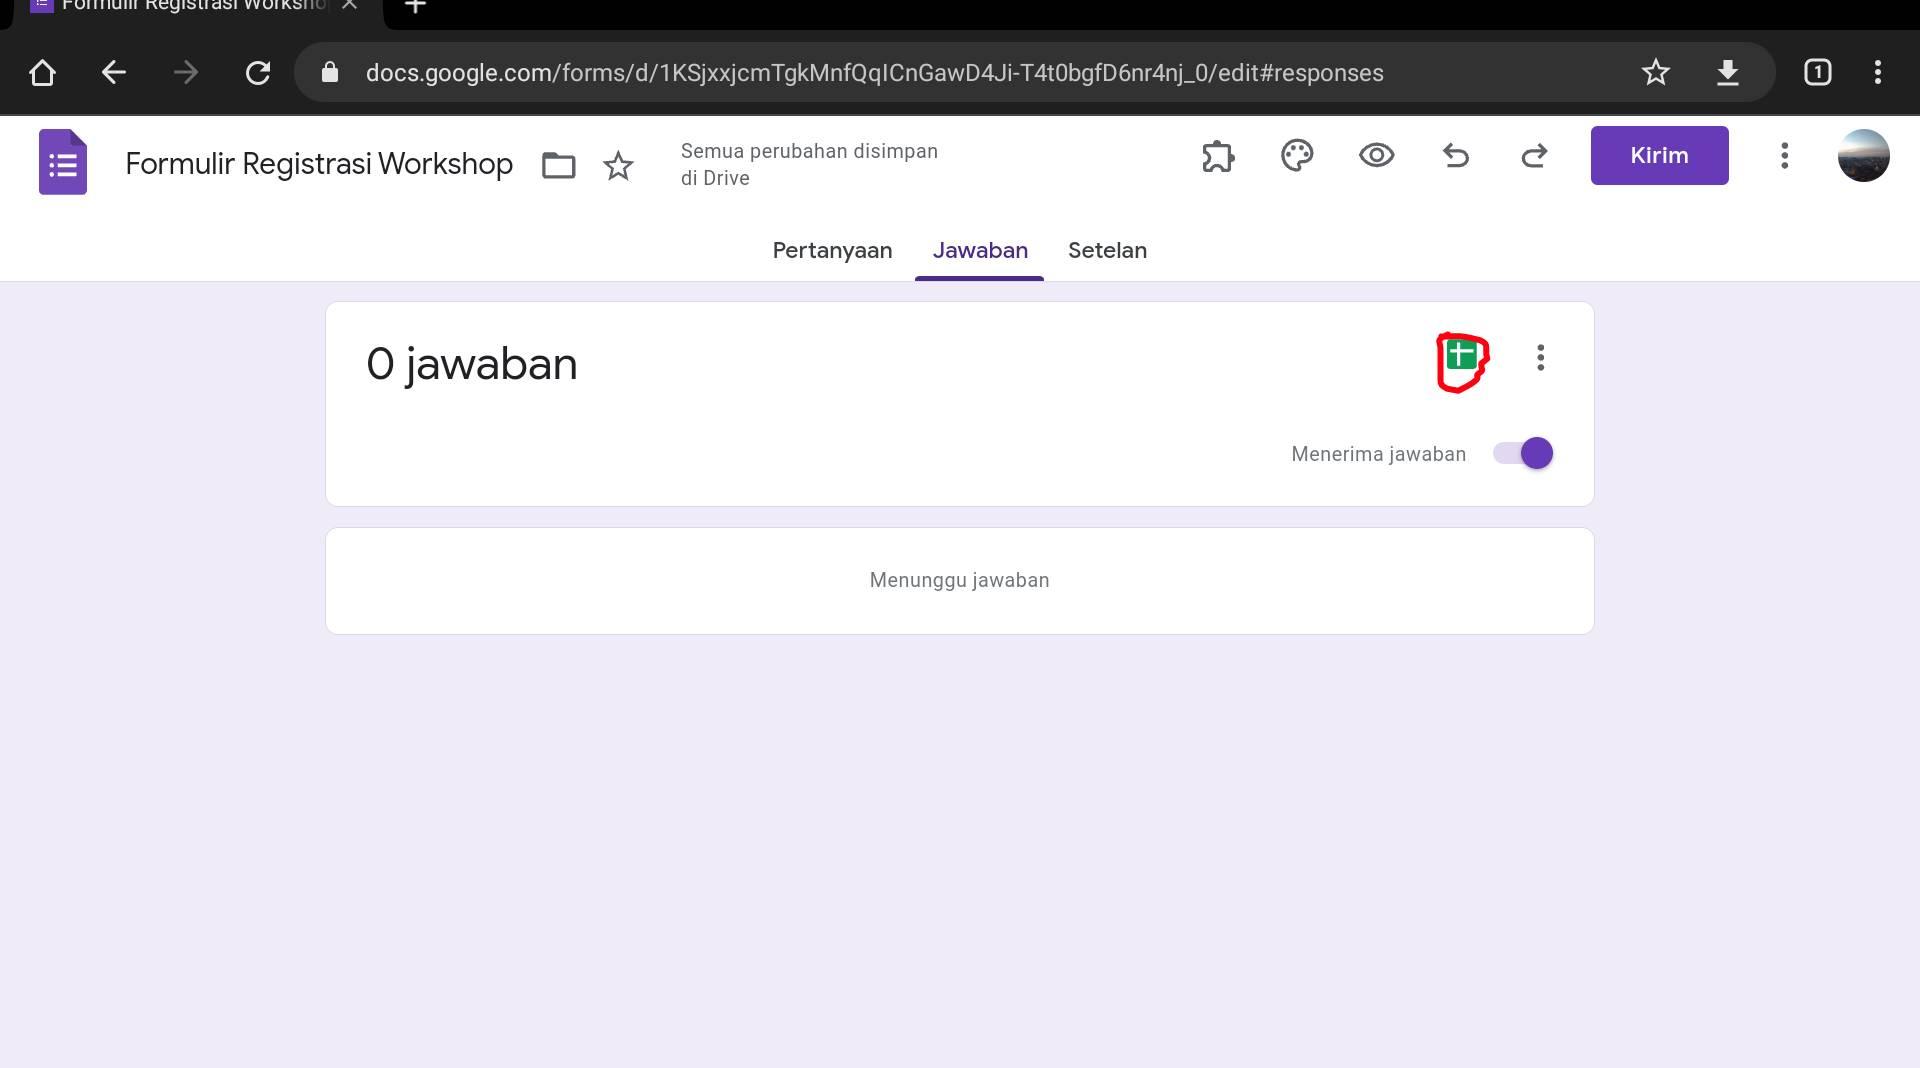 Formulir Registrasi Workshop
docs.google.com/forms/d/1KSjxxjcmTgkMnfQqICnGawD4Ji-T4t0bgfD6nr4nj_0/edit#responses
1
Formulir Registrasi Workshop
Semua perubahan disimpan
di Drive
Kirim
Pertanyaan
Jawaban
Setelan
0 jawaban
Menerima jawaban
Menunggu jawaban